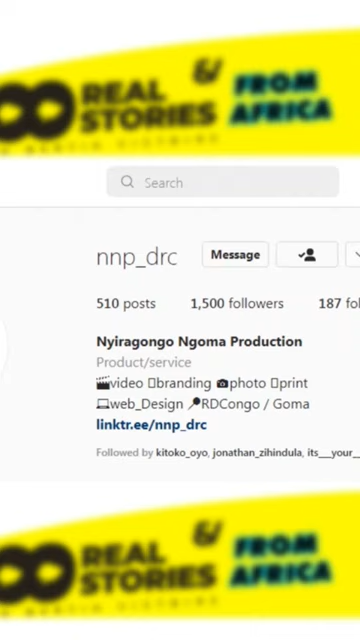 REAL
STORIES
&
FROM
AFRICA
Search
nnp_drc
Message
510 posts 1,500 followers 187 fol
Nyiragongo Ngoma Production
Product/service
🎬video ▯branding 📷photo ▯print
💻web_Design 📍RDCongo / Goma
linktr.ee/nnp_drc
Followed by kitoko_oyo, jonathan_zihindula, its___your_
REAL
STORIES
&
FROM
AFRICA